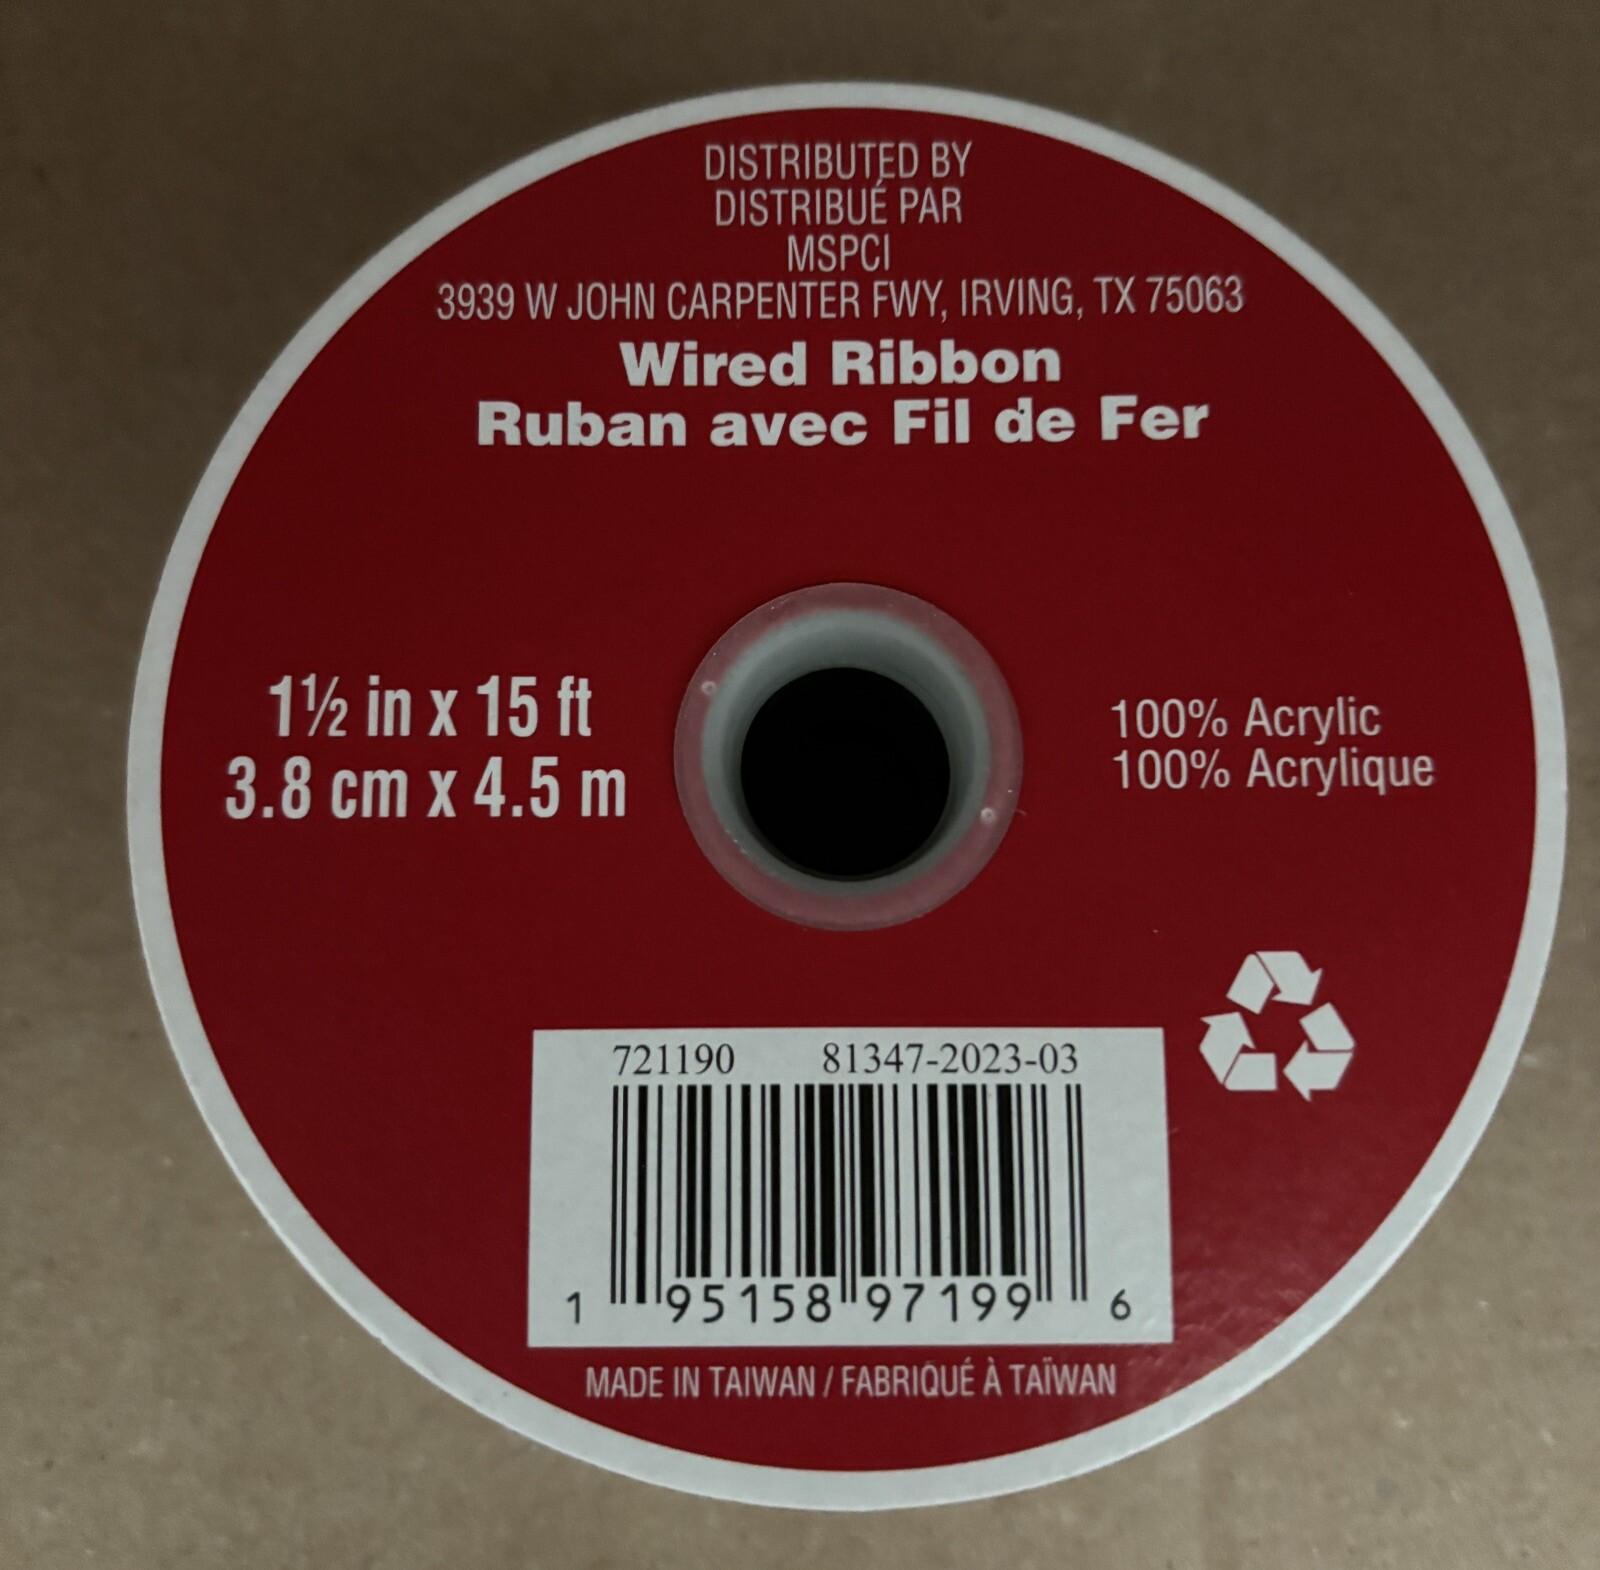 DISTRIBUTED BY
DISTRIBUÉ PAR
MSPCI
3939 W JOHN CARPENTER FWY, IRVING, TX 75063
Wired Ribbon
Ruban avec Fil de Fer
1½ in x 15 ft
3.8 cm x 4.5 m
100% Acrylic
100% Acrylique
721190 81347-2023-03
1 95158 97199 6
MADE IN TAIWAN / FABRIQUÉ À TAÏWAN